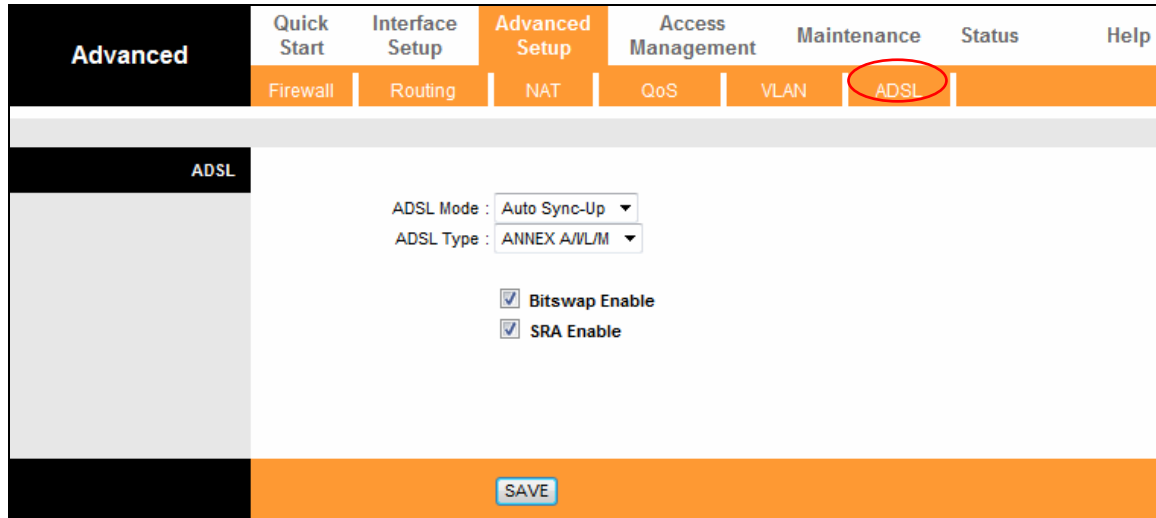 Advanced
Quick Start
Interface Setup
Advanced Setup
Access Management
Maintenance
Status
Help
Firewall
Routing
NAT
QoS
VLAN
ADSL
ADSL
ADSL Mode : Auto Sync-Up
ADSL Type : ANNEX A/I/L/M
Bitswap Enable
SRA Enable
SAVE